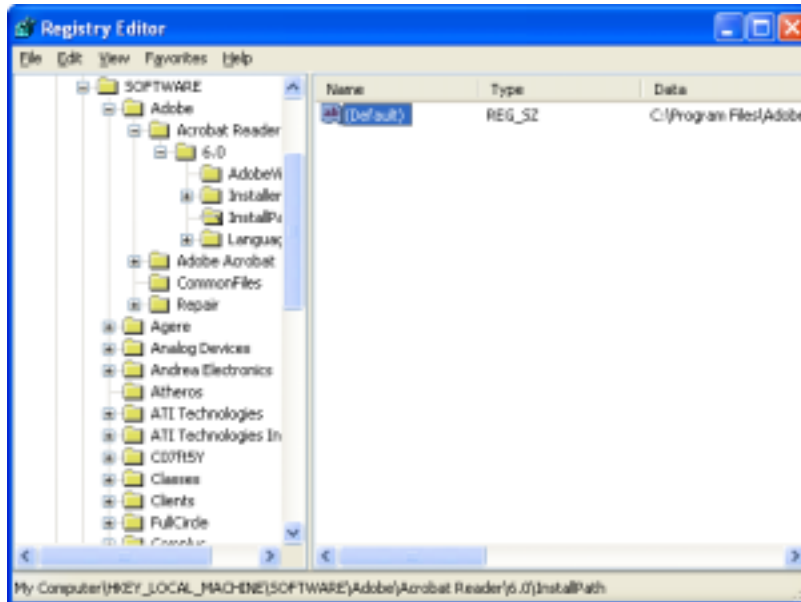 Registry Editor
File Edit View Favorites Help
SOFTWARE
Adobe
Acrobat Reader
6.0
AdobeVi
Installer
InstallPa
Languag
Adobe Acrobat
CommonFiles
Repair
Agere
Analog Devices
Andrea Electronics
Atheros
ATI Technologies
ATI Technologies In
C07ft5Y
Classes
Clients
FullCircle
Name Type Data
(Default) REG_SZ C:\Program Files\Adobe
My Computer\HKEY_LOCAL_MACHINE\SOFTWARE\Adobe\Acrobat Reader\6.0\InstallPath